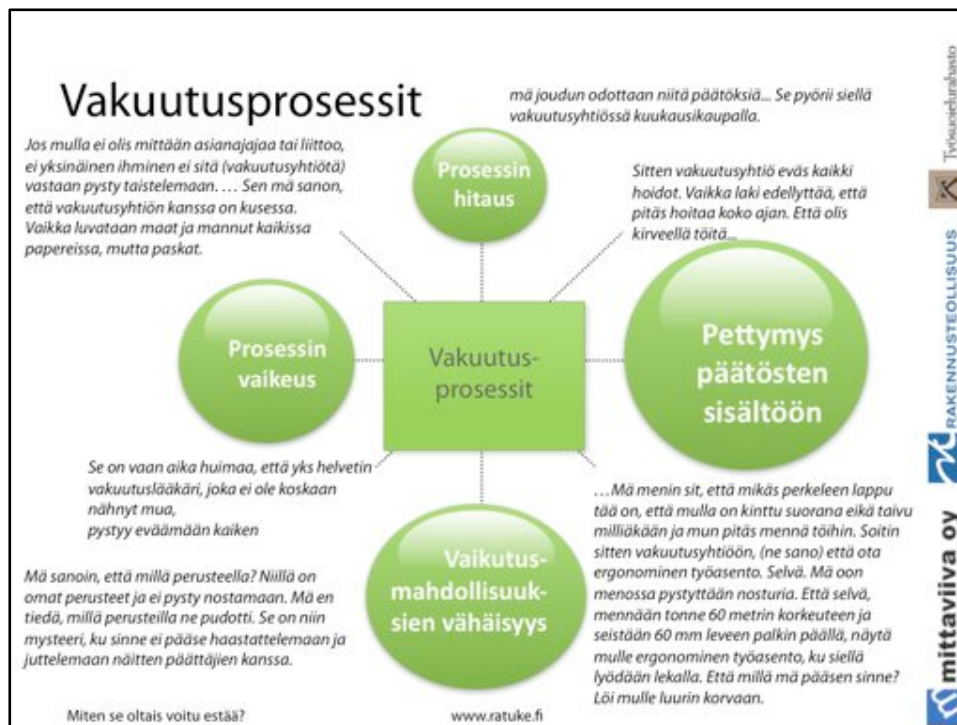 Vakuutusprosessit
mä joudun odottaan niitä päätöksiä... Se pyörii siellä
vakuutusyhtiössä kuukausikaupalla.
Jos mulla ei olis mittään asianajajaa tai liittoo,
ei yksinäinen ihminen ei sitä (vakuutusyhtiötä)
vastaan pysty taistelemaan. ... Sen mä sanon,
että vakuutusyhtiön kanssa on kusessa.
Vaikka luvataan maat ja mannut kaikissa
papereissa, mutta paskat.
Prosessin
hitaus
Sitten vakuutusyhtiö eväs kaikki
hoidot. Vaikka laki edellyttää, että
pitäs hoitaa koko ajan. Että olis
kirveellä töitä...
Prosessin
vaikeus
Vakuutus-
prosessit
Pettymys
päätösten
sisältöön
Se on vaan aika huimaa, että yks helvetin
vakuutuslääkäri, joka ei ole koskaan
nähnyt mua,
pystyy eväämään kaiken
Vaikutus-
mahdollisuuk-
sien vähäisyys
...Mä menin sit, että mikäs perkeleen lappu
tää on, että mulla on kinttu suorana eikä taivu
milliäkään ja mun pitäs mennä töihin. Soitin
sitten vakuutusyhtiöön, (ne sano) että ota
ergonominen työasento. Selvä. Mä oon
menossa pystyttään nosturia. Että selvä,
mennään tonne 60 metrin korkeuteen ja
seistään 60 mm leveen palkin päällä, näytä
mulle ergonominen työasento, ku siellä
lyödään lekalla. Että millä mä pääsen sinne?
Löi mulle luurin korvaan.
Mä sanoin, että millä perusteella? Niillä on
omat perusteet ja ei pysty nostamaan. Mä en
tiedä, millä perusteilla ne pudotti. Se on niin
mysteeri, ku sinne ei pääse haastattelemaan ja
juttelemaan näitten päättäjien kanssa.
Miten se oltais voitu estää?
www.ratuke.fi
Työsuojelurahasto
RAKENNUSTEOLLISUUS
mittaviiva oy